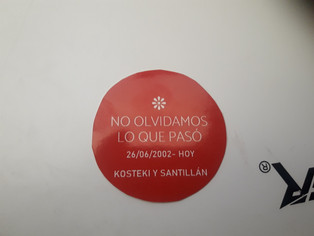 NO OLVIDAMOS
LO QUE PASÓ
26/06/2002- HOY
KOSTEKI Y SANTILLÁN
®